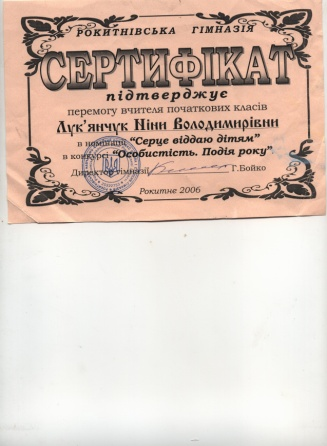 РОКИТНІВСЬКА ГІМНАЗІЯ
СЕРТИФІКАТ
підтверджує
перемогу вчителя початкових класів
Лук’янчук Ніни Володимирівни
в номінації “Серце віддаю дітям”
в конкурсі “Особистість. Подія року”
Директор гімназії Г.Бойко
Рокитне 2006